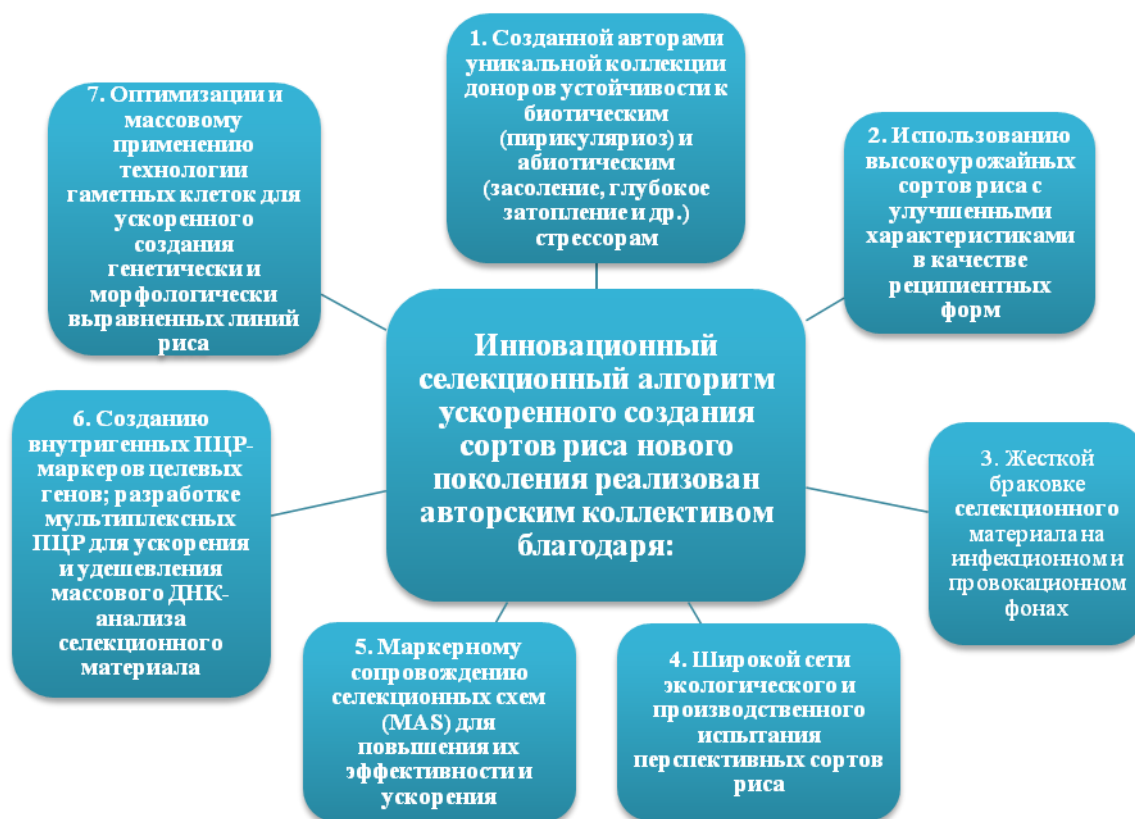 1. Созданной авторами
уникальной коллекции
доноров устойчивости к
биотическим
(пирикуляриоз) и
абиотическим
(засоление, глубокое
затопление и др.)
стрессорам
2. Использованию
высокоурожайных
сортов риса с
улучшенными
характеристиками
в качестве
реципиентных
форм
3. Жесткой
браковке
селекционного
материала на
инфекционном и
провокационном
фонах
4. Широкой сети
экологического и
производственного
испытания
перспективных сортов
риса
5. Маркерному
сопровождению
селекционных схем
(MAS) для
повышения их
эффективности и
ускорения
6. Созданию
внутригенных ПЦР-
маркеров целевых
генов; разработке
мультиплексных
ПЦР для ускорения
и удешевления
массового ДНК-
анализа
селекционного
материала
7. Оптимизации и
массовому
применению
технологии
гаметных клеток для
ускоренного
создания
генетически и
морфологически
выравненных линий
риса
Инновационный
селекционный алгоритм
ускоренного создания
сортов риса нового
поколения реализован
авторским коллективом
благодаря: